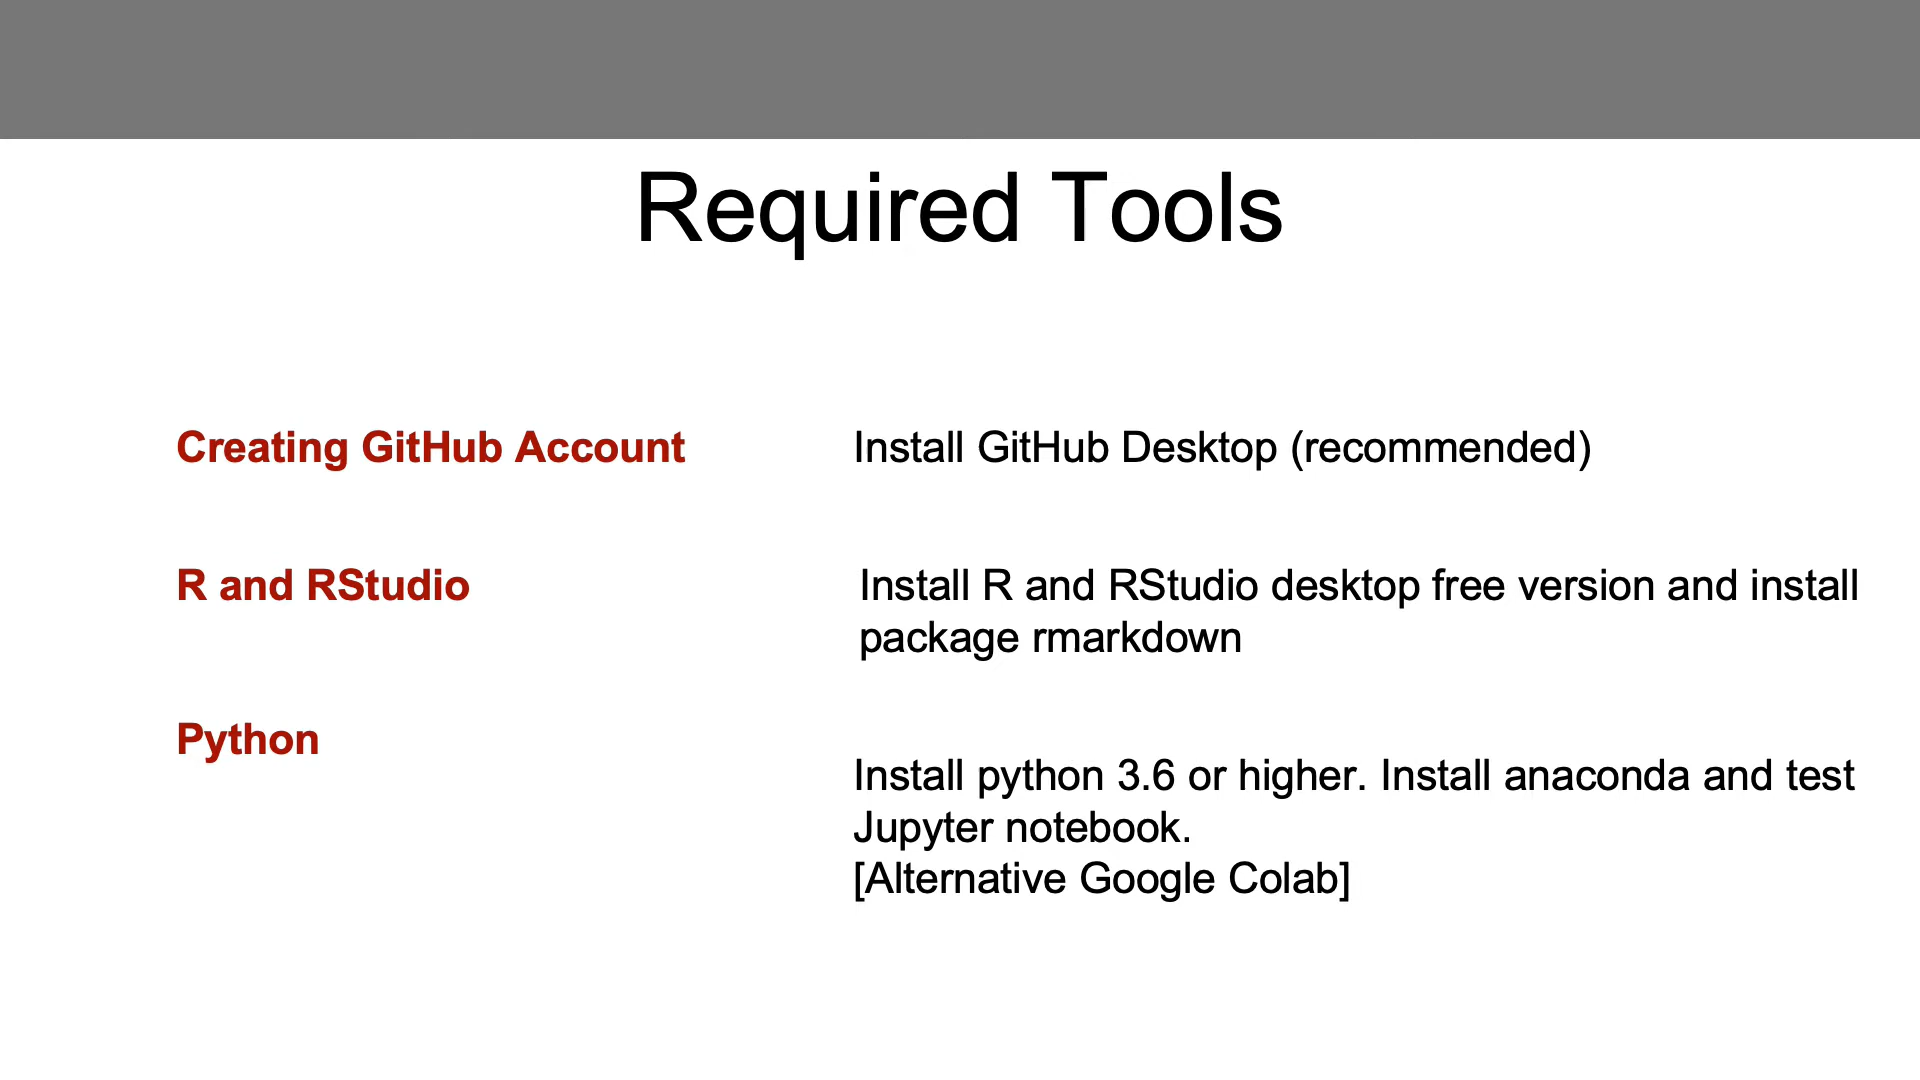 Required Tools
Creating GitHub Account
Install GitHub Desktop (recommended)
R and RStudio
Install R and RStudio desktop free version and install
package rmarkdown
Python
Install python 3.6 or higher. Install anaconda and test
Jupyter notebook.
[Alternative Google Colab]